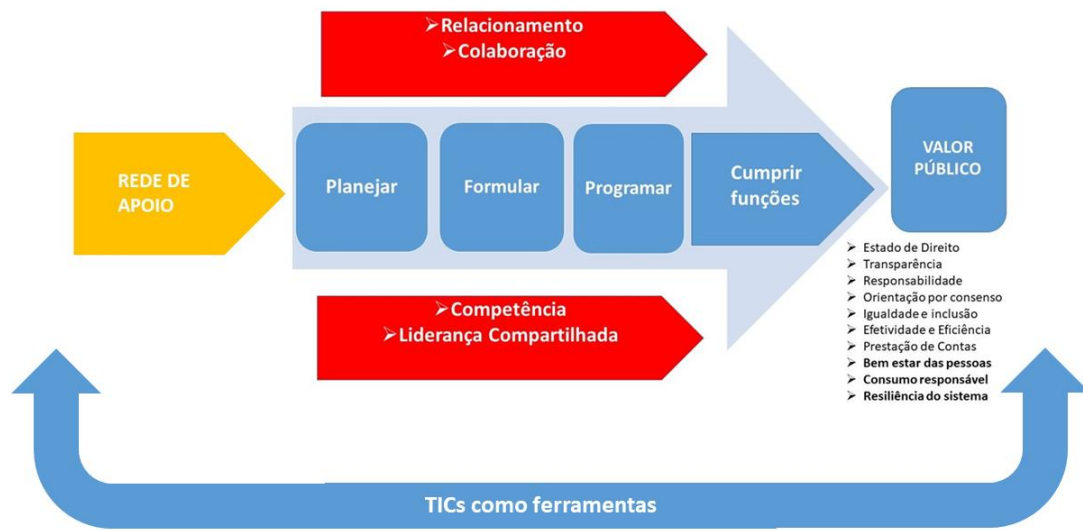 ➢Relacionamento
➢Colaboração
REDE DE
APOIO
Planejar
Formular
Programar
Cumprir
funções
VALOR
PÚBLICO
➢Competência
➢Liderança Compartilhada
➢ Estado de Direito
➢ Transparência
➢ Responsabilidade
➢ Orientação por consenso
➢ Igualdade e inclusão
➢ Efetividade e Eficiência
➢ Prestação de Contas
➢ Bem estar das pessoas
➢ Consumo responsável
➢ Resiliência do sistema
TICs como ferramentas